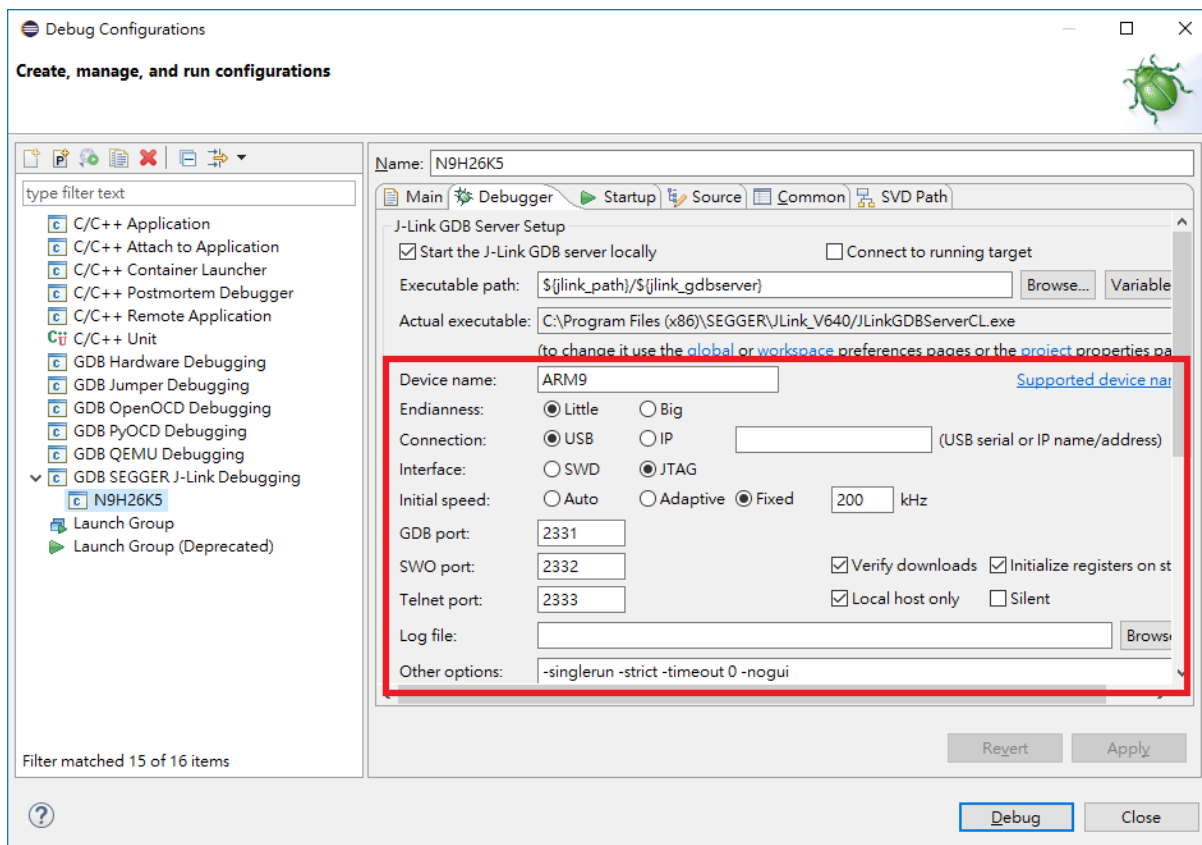 Debug Configurations
Create, manage, and run configurations
type filter text
C/C++ Application
C/C++ Attach to Application
C/C++ Container Launcher
C/C++ Postmortem Debugger
C/C++ Remote Application
C/C++ Unit
GDB Hardware Debugging
GDB Jumper Debugging
GDB OpenOCD Debugging
GDB PyOCD Debugging
GDB QEMU Debugging
GDB SEGGER J-Link Debugging
N9H26K5
Launch Group
Launch Group (Deprecated)
Filter matched 15 of 16 items
Name: N9H26K5
Main Debugger Startup Source Common SVD Path
J-Link GDB Server Setup
Start the J-Link GDB server locally Connect to running target
Executable path: ${jlink_path}/${jlink_gdbserver} Browse... Variable
Actual executable: C:\Program Files (x86)\SEGGER\JLink_V640/JLinkGDBServerCL.exe
(to change it use the global or workspace preferences pages or the project properties pa
Device name: ARM9 Supported device nar
Endianness: Little Big
Connection: USB IP (USB serial or IP name/address)
Interface: SWD JTAG
Initial speed: Auto Adaptive Fixed 200 kHz
GDB port: 2331
SWO port: 2332 Verify downloads Initialize registers on st
Telnet port: 2333 Local host only Silent
Log file: Browse
Other options: -singlerun -strict -timeout 0 -nogui
Revert Apply
Debug Close